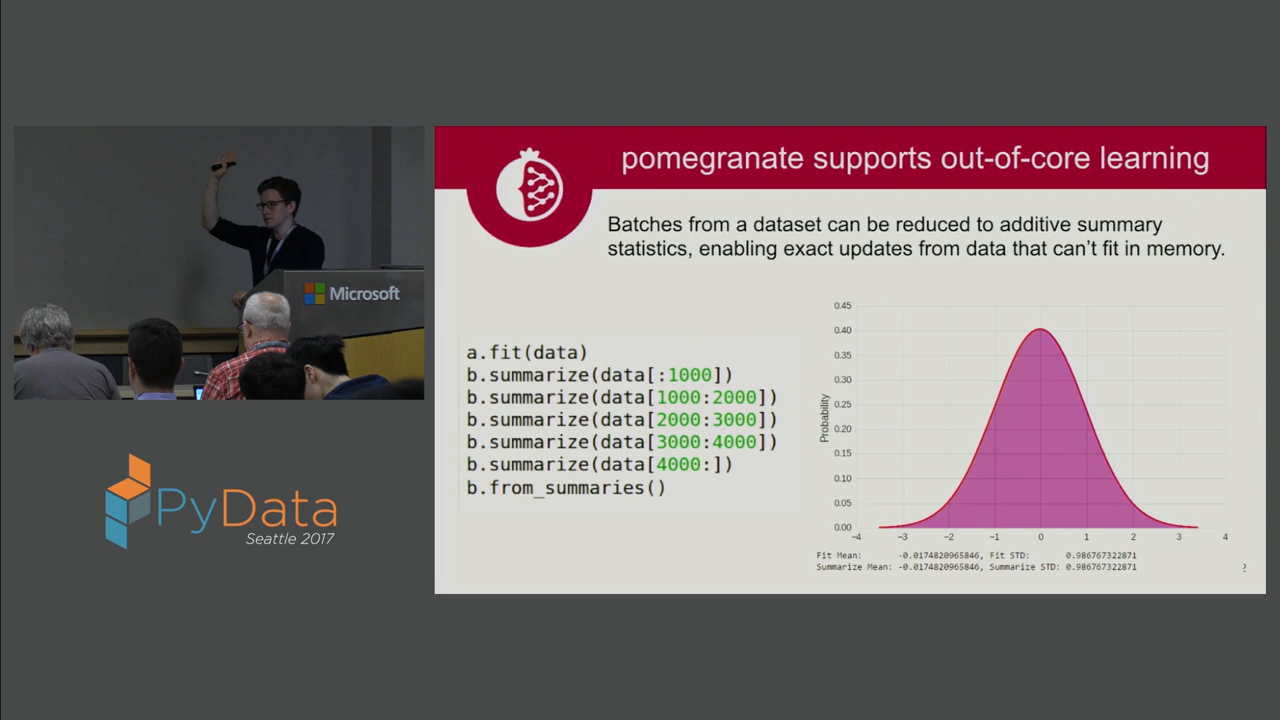 pomegranate supports out-of-core learning
Batches from a dataset can be reduced to additive summary
statistics, enabling exact updates from data that can't fit in memory.
Microsoft
a.fit(data)
b.summarize(data[:1000])
b.summarize(data[1000:2000])
b.summarize(data[2000:3000])
b.summarize(data[3000:4000])
b.summarize(data[4000:])
b.from_summaries()
Probability
0.45
0.40
0.35
0.30
0.25
0.20
0.15
0.10
0.05
0.00
−4 −3 −2 −1 0 1 2 3 4
Fit Mean: -0.0174820965846, Fit STD: 0.986767322871
Summarize Mean: -0.0174820965846, Summarize STD: 0.986767322871
PyData
Seattle 2017